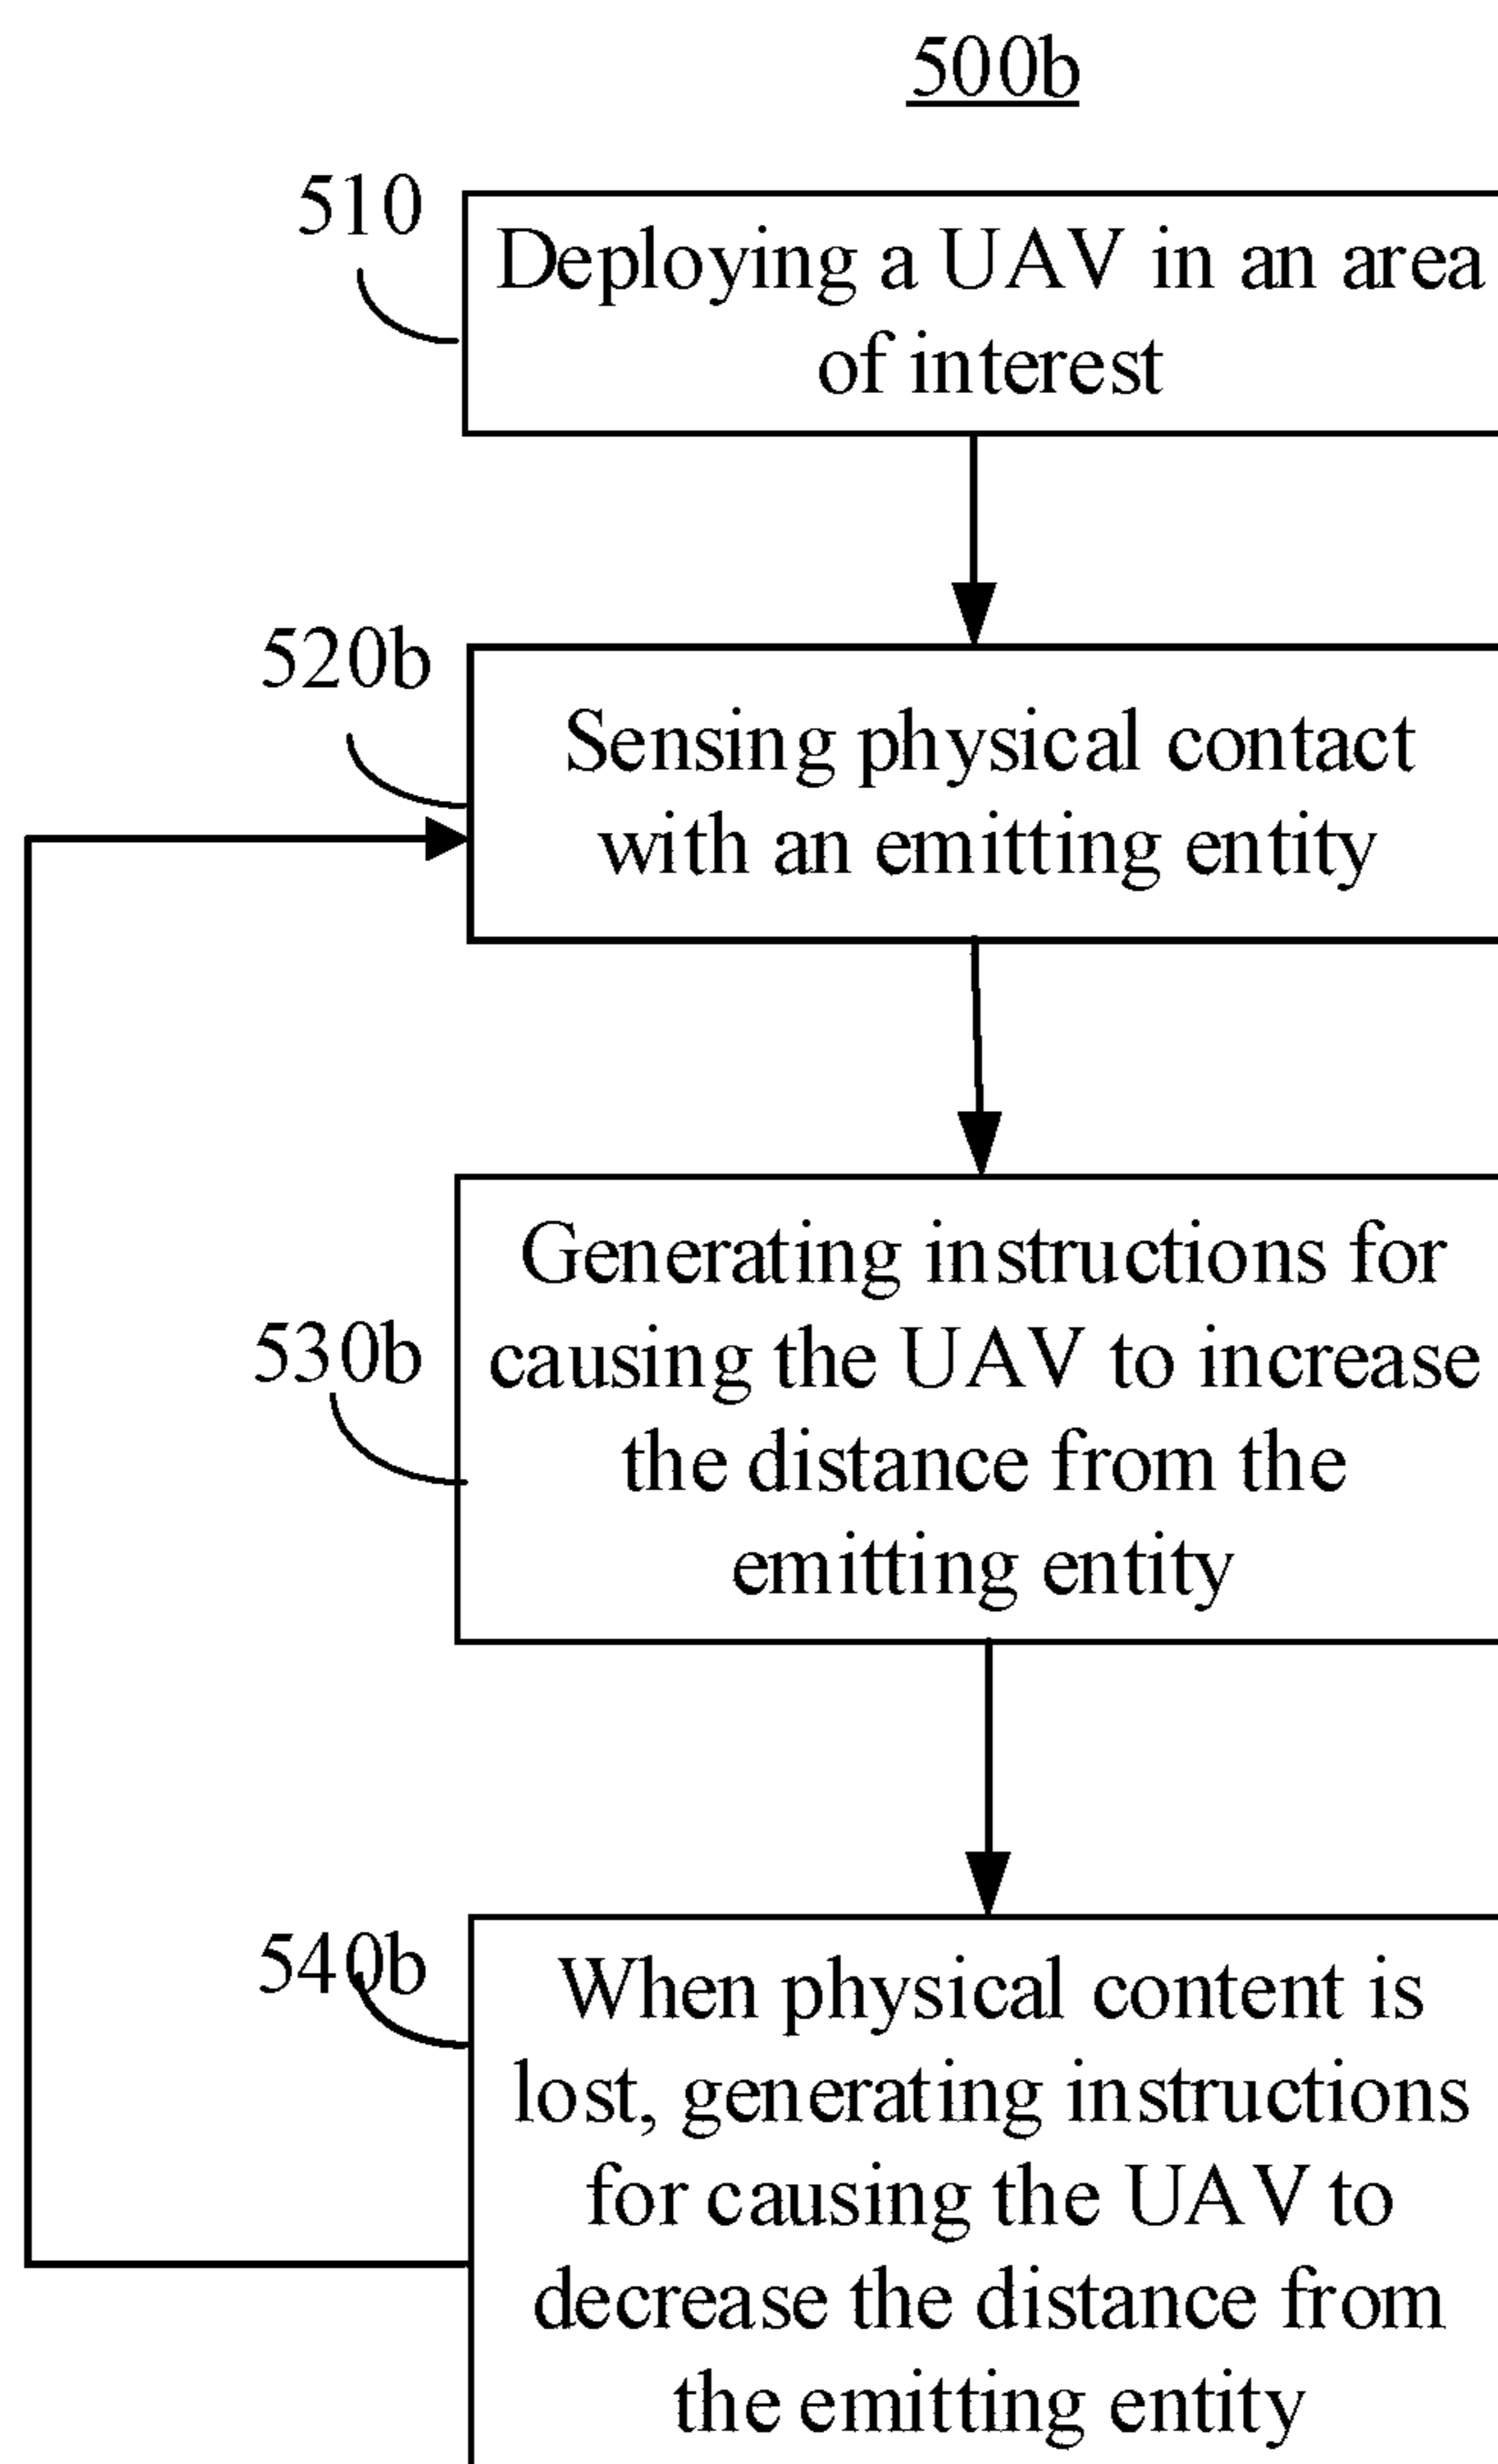 500b
510
Deploying a UAV in an area
of interest
520b
Sensing physical contact
with an emitting entity
530b
Generating instructions for
causing the UAV to increase
the distance from the
emitting entity
540b
When physical content is
lost, generating instructions
for causing the UAV to
decrease the distance from
the emitting entity